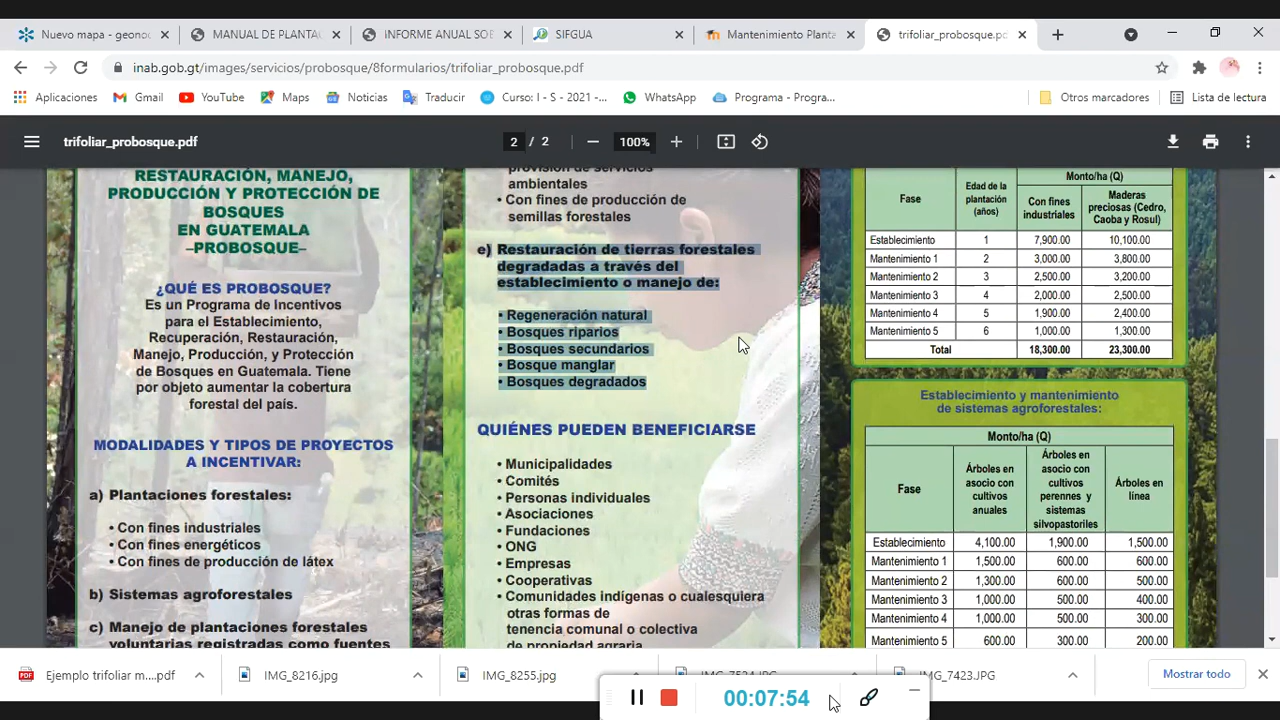 Nuevo mapa - geonod
MANUAL DE PLANTA
iNFORME ANUAL SOB
SIFGUA
Mantenimiento Planta
trifoliar_probosque.pd
inab.gob.gt/images/servicios/probosque/8formularios/trifoliar_probosque.pdf
Aplicaciones
Gmail
YouTube
Maps
Noticias
Traducir
Curso: I - S - 2021 -...
WhatsApp
Programa - Progra...
Otros marcadores
Lista de lectura
trifoliar_probosque.pdf
2 / 2
100%
RESTAURACIÓN, MANEJO,
PRODUCCIÓN Y PROTECCIÓN DE
BOSQUES
EN GUATEMALA
–PROBOSQUE–
¿QUÉ ES PROBOSQUE?
Es un Programa de Incentivos
para el Establecimiento,
Recuperación, Restauración,
Manejo, Producción, y Protección
de Bosques en Guatemala. Tiene
por objeto aumentar la cobertura
forestal del país.
MODALIDADES Y TIPOS DE PROYECTOS
A INCENTIVAR:
a) Plantaciones forestales:
• Con fines industriales
• Con fines energéticos
• Con fines de producción de látex
b) Sistemas agroforestales
c) Manejo de plantaciones forestales
voluntarias registradas como fuentes
provisión de servicios
ambientales
• Con fines de producción de
semillas forestales
e) Restauración de tierras forestales
degradadas a través del
establecimiento o manejo de:
• Regeneración natural
• Bosques riparios
• Bosques secundarios
• Bosque manglar
• Bosques degradados
QUIÉNES PUEDEN BENEFICIARSE
• Municipalidades
• Comités
• Personas individuales
• Asociaciones
• Fundaciones
• ONG
• Empresas
• Cooperativas
• Comunidades indígenas o cualesquiera
otras formas de
tenencia comunal o colectiva
de propiedad agraria
Fase
Edad de la
plantación
(años)
Monto/ha (Q)
Con fines
industriales
Maderas
preciosas (Cedro,
Caoba y Rosul)
Establecimiento 1 7,900.00 10,100.00
Mantenimiento 1 2 3,000.00 3,800.00
Mantenimiento 2 3 2,500.00 3,200.00
Mantenimiento 3 4 2,000.00 2,500.00
Mantenimiento 4 5 1,900.00 2,400.00
Mantenimiento 5 6 1,000.00 1,300.00
Total 18,300.00 23,300.00
Establecimiento y mantenimiento
de sistemas agroforestales:
Monto/ha (Q)
Fase
Árboles en
asocio con
cultivos
anuales
Árboles en
asocio con
cultivos
perennes y
sistemas
silvopastoriles
Árboles en
línea
Establecimiento 4,100.00 1,900.00 1,500.00
Mantenimiento 1 1,500.00 600.00 600.00
Mantenimiento 2 1,300.00 600.00 500.00
Mantenimiento 3 1,000.00 500.00 400.00
Mantenimiento 4 1,000.00 500.00 300.00
Mantenimiento 5 600.00 300.00 200.00
Ejemplo trifoliar m....pdf
IMG_8216.jpg
IMG_8255.jpg
IMG_7423.JPG
Mostrar todo
00:07:54